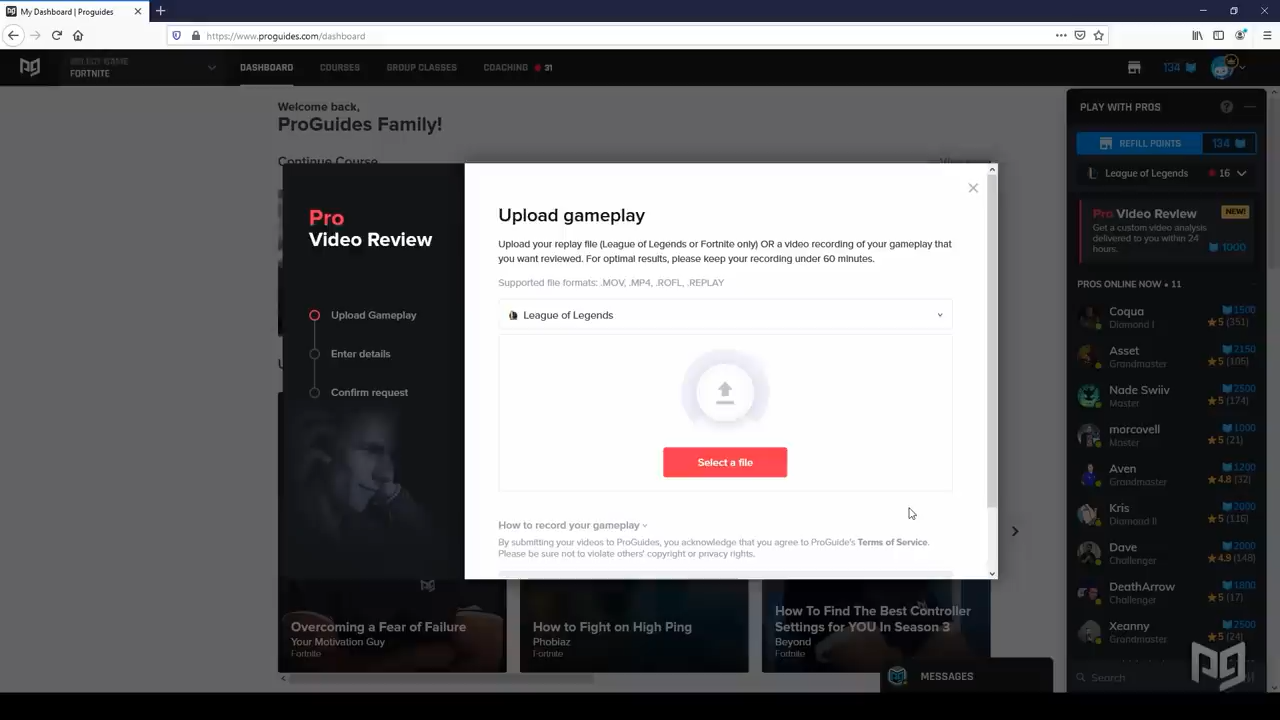 My Dashboard | Proguides
https://www.proguides.com/dashboard
SELECT GAME
FORTNITE
DASHBOARD
COURSES
GROUP CLASSES
COACHING
31
134
Welcome back,
ProGuides Family!
Continue Course
Pro
Video Review
Upload Gameplay
Enter details
Confirm request
Upload gameplay
Upload your replay file (League of Legends or Fortnite only) OR a video recording of your gameplay that
you want reviewed. For optimal results, please keep your recording under 60 minutes.
Supported file formats: .MOV, .MP4, .ROFL, .REPLAY
League of Legends
Select a file
How to record your gameplay
By submitting your videos to ProGuides, you acknowledge that you agree to ProGuide's Terms of Service.
Please be sure not to violate others' copyright or privacy rights.
Overcoming a Fear of Failure
Your Motivation Guy
Fortnite
How to Fight on High Ping
Phobiaz
Fortnite
How To Find The Best Controller
Settings for YOU In Season 3
Beyond
Fortnite
PLAY WITH PROS
REFILL POINTS
134
League of Legends
16
Pro Video Review
NEW!
Get a custom video analysis
delivered to you within 24
hours.
1000
PROS ONLINE NOW • 11
Coqua
1500
Diamond I
5 (351)
Asset
2150
Grandmaster
5 (105)
Nade Swiiv
2500
Master
5 (174)
marcovell
1000
Master
5 (21)
Aven
1200
Grandmaster
4.8 (32)
Kris
2000
Diamond II
5 (116)
Dave
2000
Challenger
4.9 (148)
DeathArrow
1800
Challenger
5 (17)
Xeanny
2500
Grandmaster
5 (24)
MESSAGES
Search